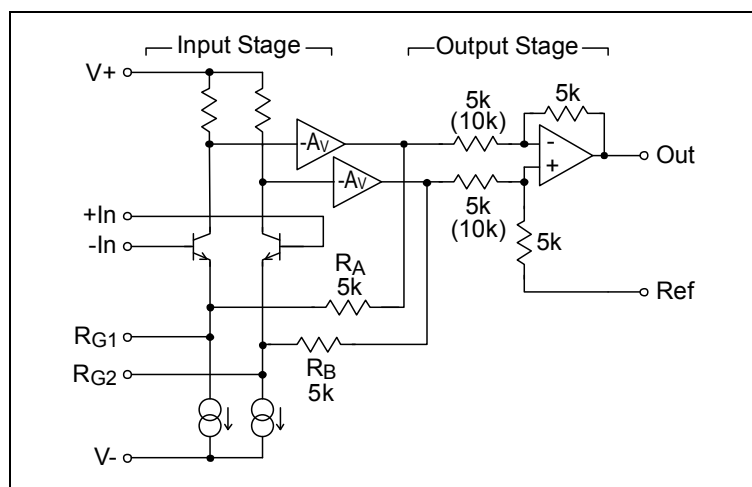 Input Stage
Output Stage
V+
5k
(10k)
5k
-AV
-
+
Out
-AV
+In
-In
5k
(10k)
5k
RA
5k
Ref
RG1
RG2
RB
5k
V-